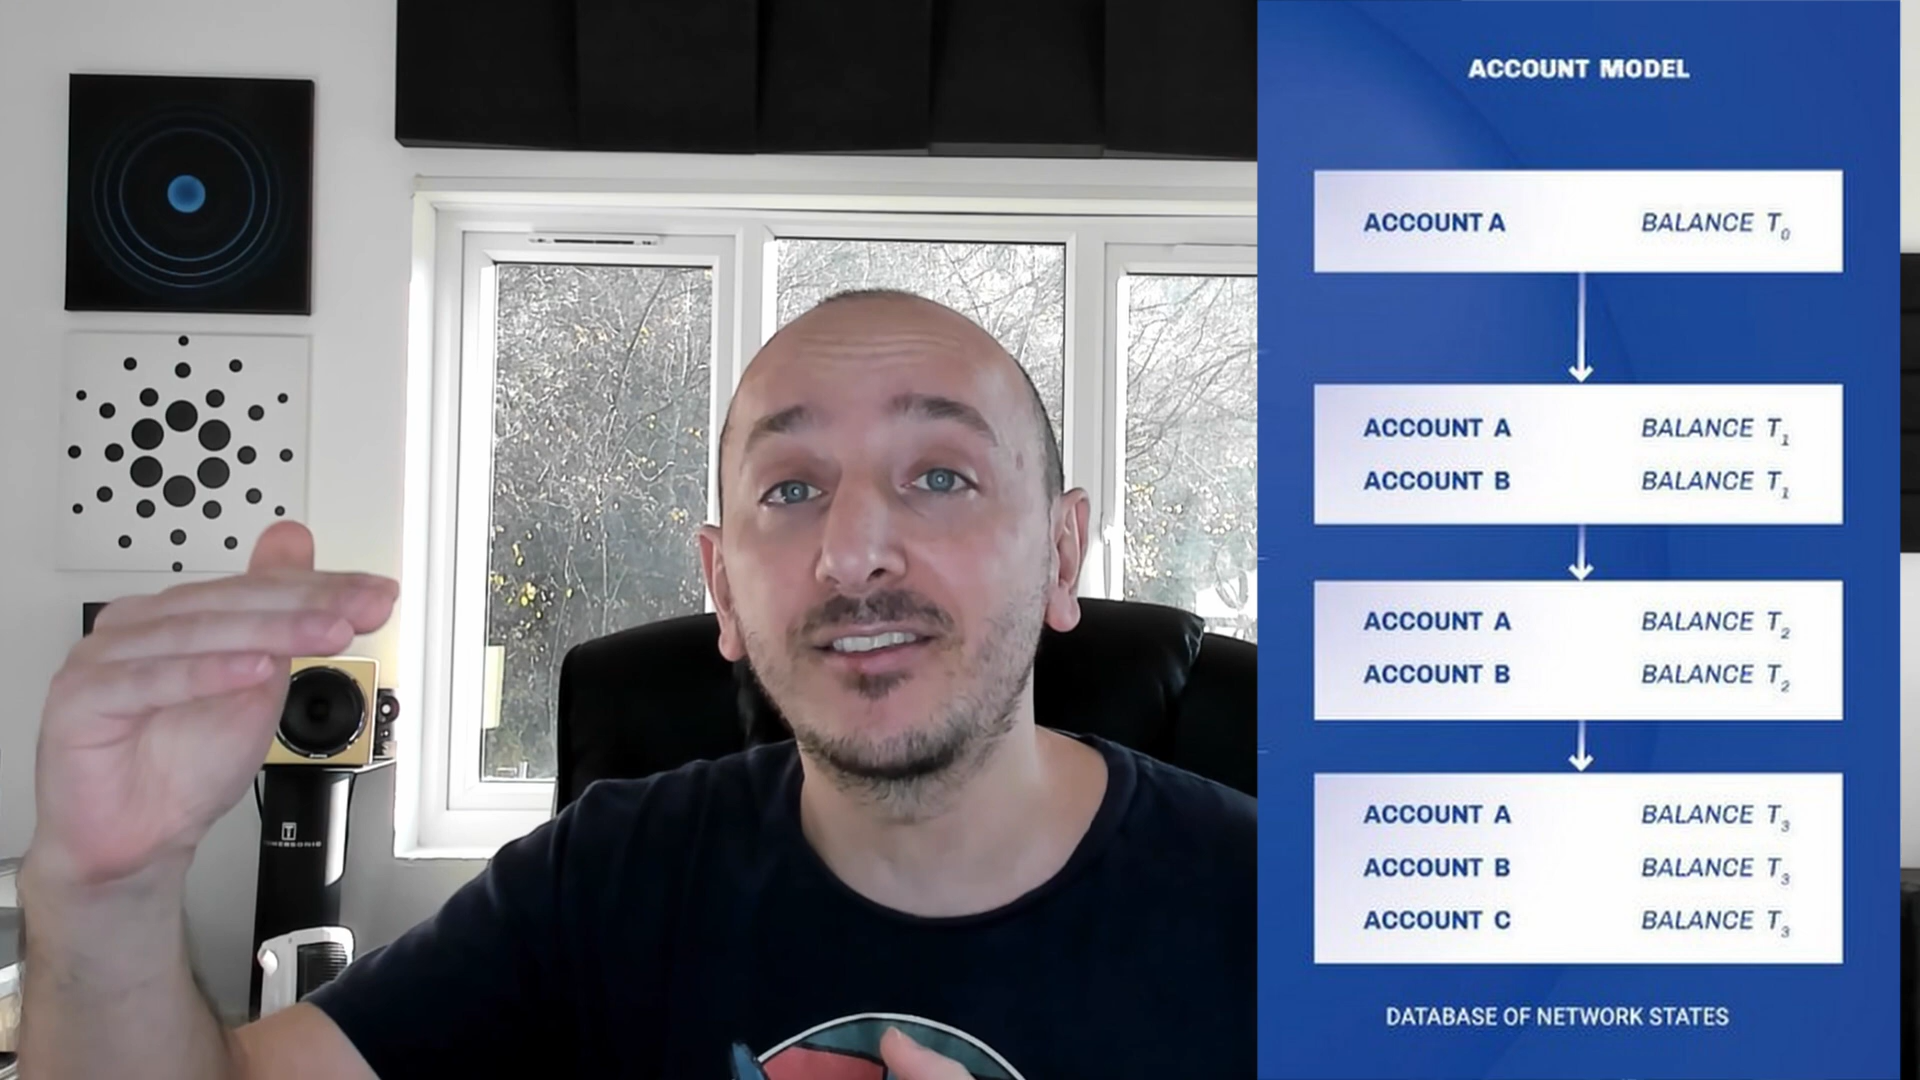 ACCOUNT MODEL
ACCOUNT A BALANCE T0
ACCOUNT A BALANCE T1
ACCOUNT B BALANCE T1
ACCOUNT A BALANCE T2
ACCOUNT B BALANCE T2
ACCOUNT A BALANCE T3
ACCOUNT B BALANCE T3
ACCOUNT C BALANCE T3
DATABASE OF NETWORK STATES